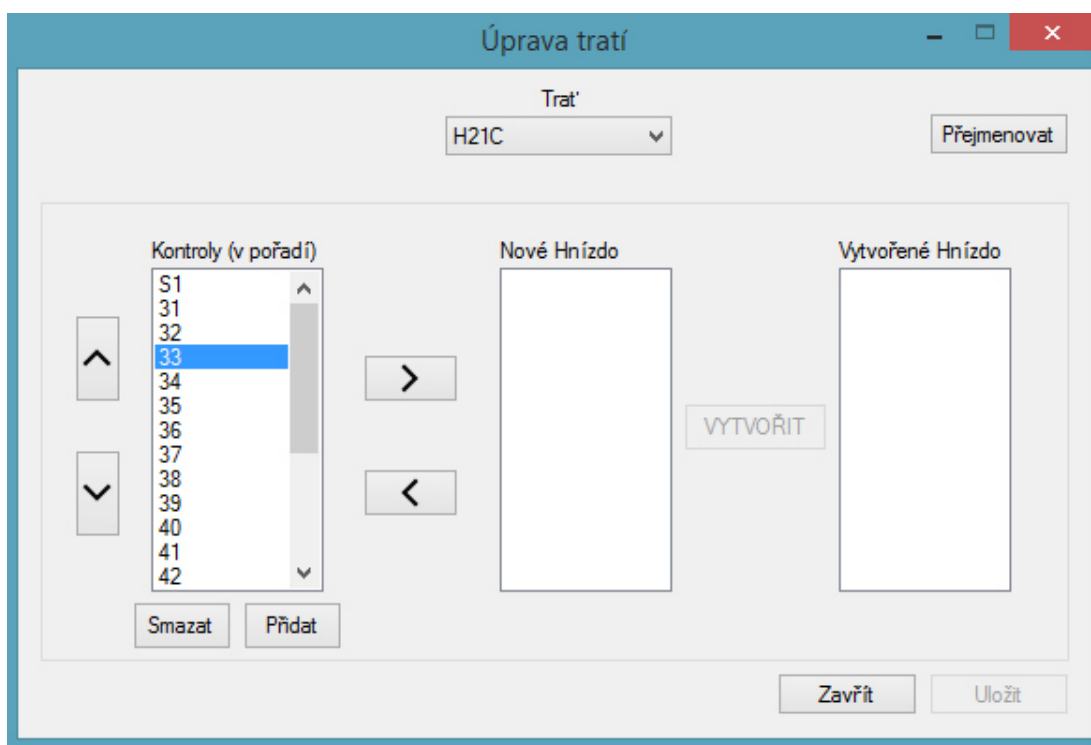 Úprava tratí
Trať
H21C
Přejmenovat
Kontroly (v pořadí)
S1
31
32
33
34
35
36
37
38
39
40
41
42
Smazat
Přidat
Nové Hnízdo
VYTVOŘIT
Vytvořené Hnízdo
Zavřít
Uložit